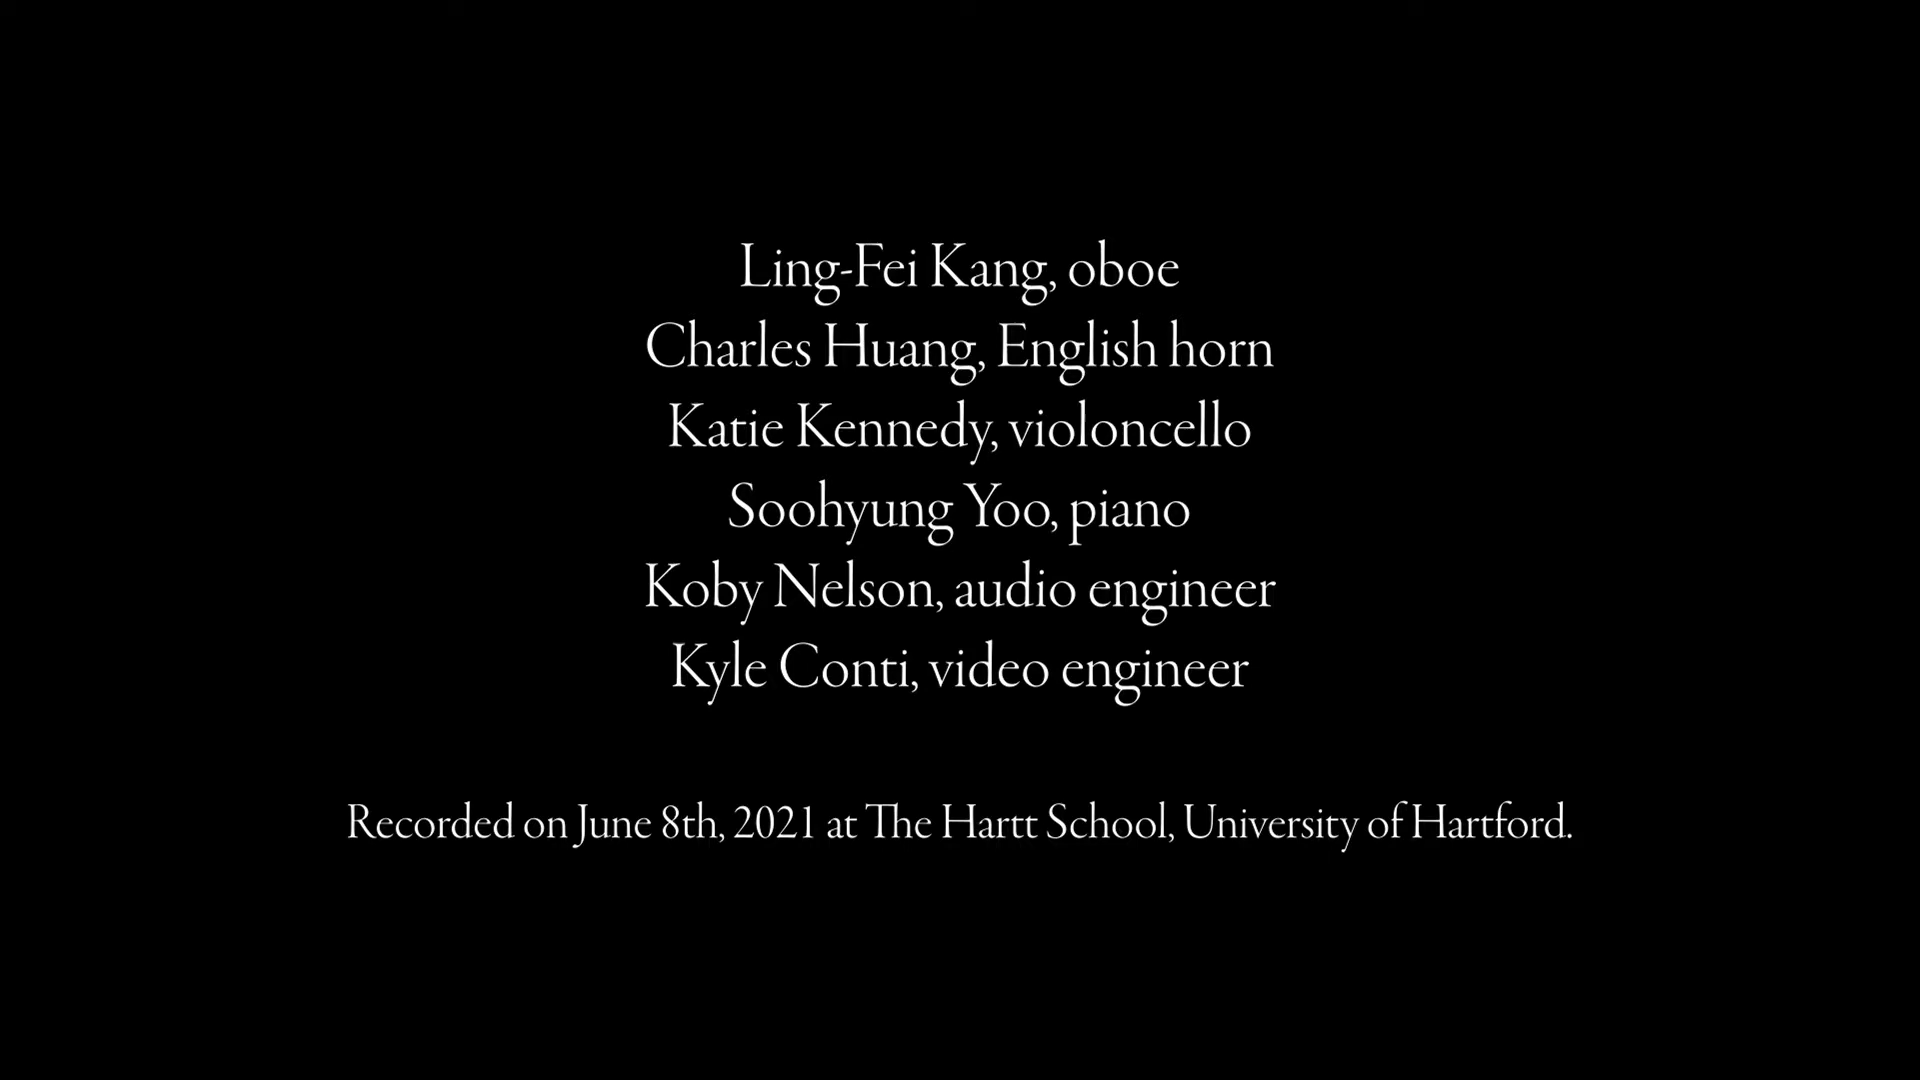 Ling-Fei Kang, oboe
Charles Huang, English horn
Katie Kennedy, violoncello
Soohyung Yoo, piano
Koby Nelson, audio engineer
Kyle Conti, video engineer
Recorded on June 8th, 2021 at The Hartt School, University of Hartford.